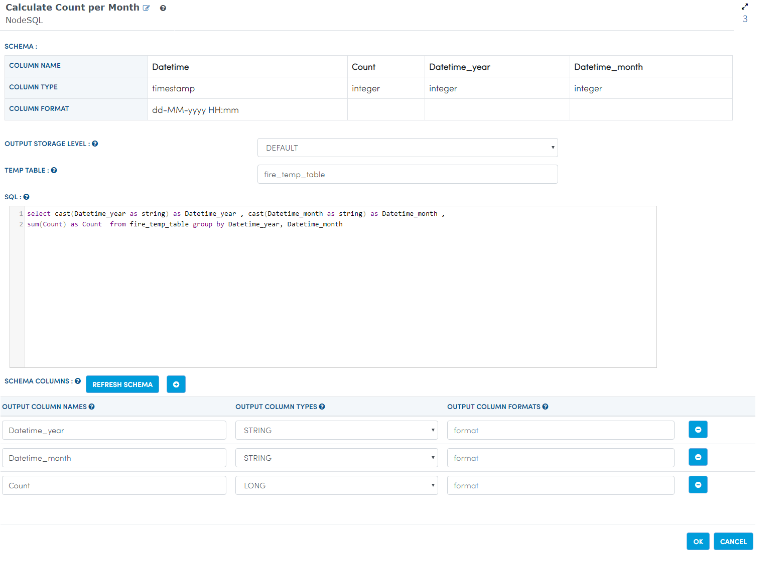 Calculate Count per Month
NodeSQL
3
SCHEMA :
COLUMN NAME Datetime Count Datetime_year Datetime_month
COLUMN TYPE timestamp integer integer integer
COLUMN FORMAT dd-MM-yyyy HH:mm
OUTPUT STORAGE LEVEL : DEFAULT
TEMP TABLE : fire_temp_table
SQL :
1 select cast(Datetime_year as string) as Datetime_year , cast(Datetime_month as string) as Datetime_month ,
2 sum(Count) as Count from fire_temp_table group by Datetime_year, Datetime_month
SCHEMA COLUMNS : REFRESH SCHEMA
OUTPUT COLUMN NAMES OUTPUT COLUMN TYPES OUTPUT COLUMN FORMATS
Datetime_year STRING format
Datetime_month STRING format
Count LONG format
OK CANCEL